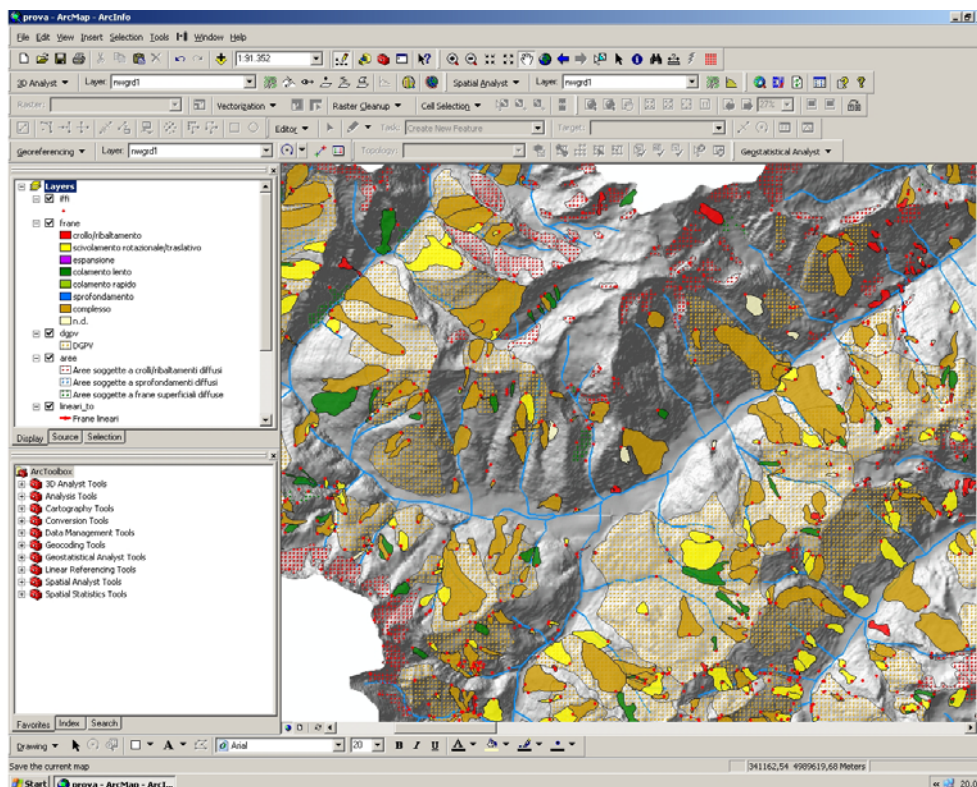 prova - ArcMap - ArcInfo
File Edit View Insert Selection Tools Window Help
1:91.352
3D Analyst Layer: nwgrd1 Spatial Analyst Layer: nwgrd1
Raster: Vectorization Raster Cleanup Cell Selection 27%
Editor Task: Create New Feature Target:
Georeferencing Layer: nwgrd1 Topology: Geostatistical Analyst
Layers
iffi
frane
crollo/ribaltamento
scivolamento rotazionale/traslativo
espansione
colamento lento
colamento rapido
sprofondamento
complesso
n.d.
dgpv
DGPV
aree
Aree soggette a crolli/ribaltamenti diffusi
Aree soggette a sprofondamenti diffusi
Aree soggette a frane superficiali diffuse
lineari_to
Frane lineari
Display Source Selection
ArcToolbox
3D Analyst Tools
Analysis Tools
Cartography Tools
Conversion Tools
Data Management Tools
Geocoding Tools
Geostatistical Analyst Tools
Linear Referencing Tools
Spatial Analyst Tools
Spatial Statistics Tools
Favorites Index Search
Drawing A Arial 20 B I U A
Save the current map 341162,54 4989619,68 Meters
Start prova - ArcMap - ArcI... 20.0